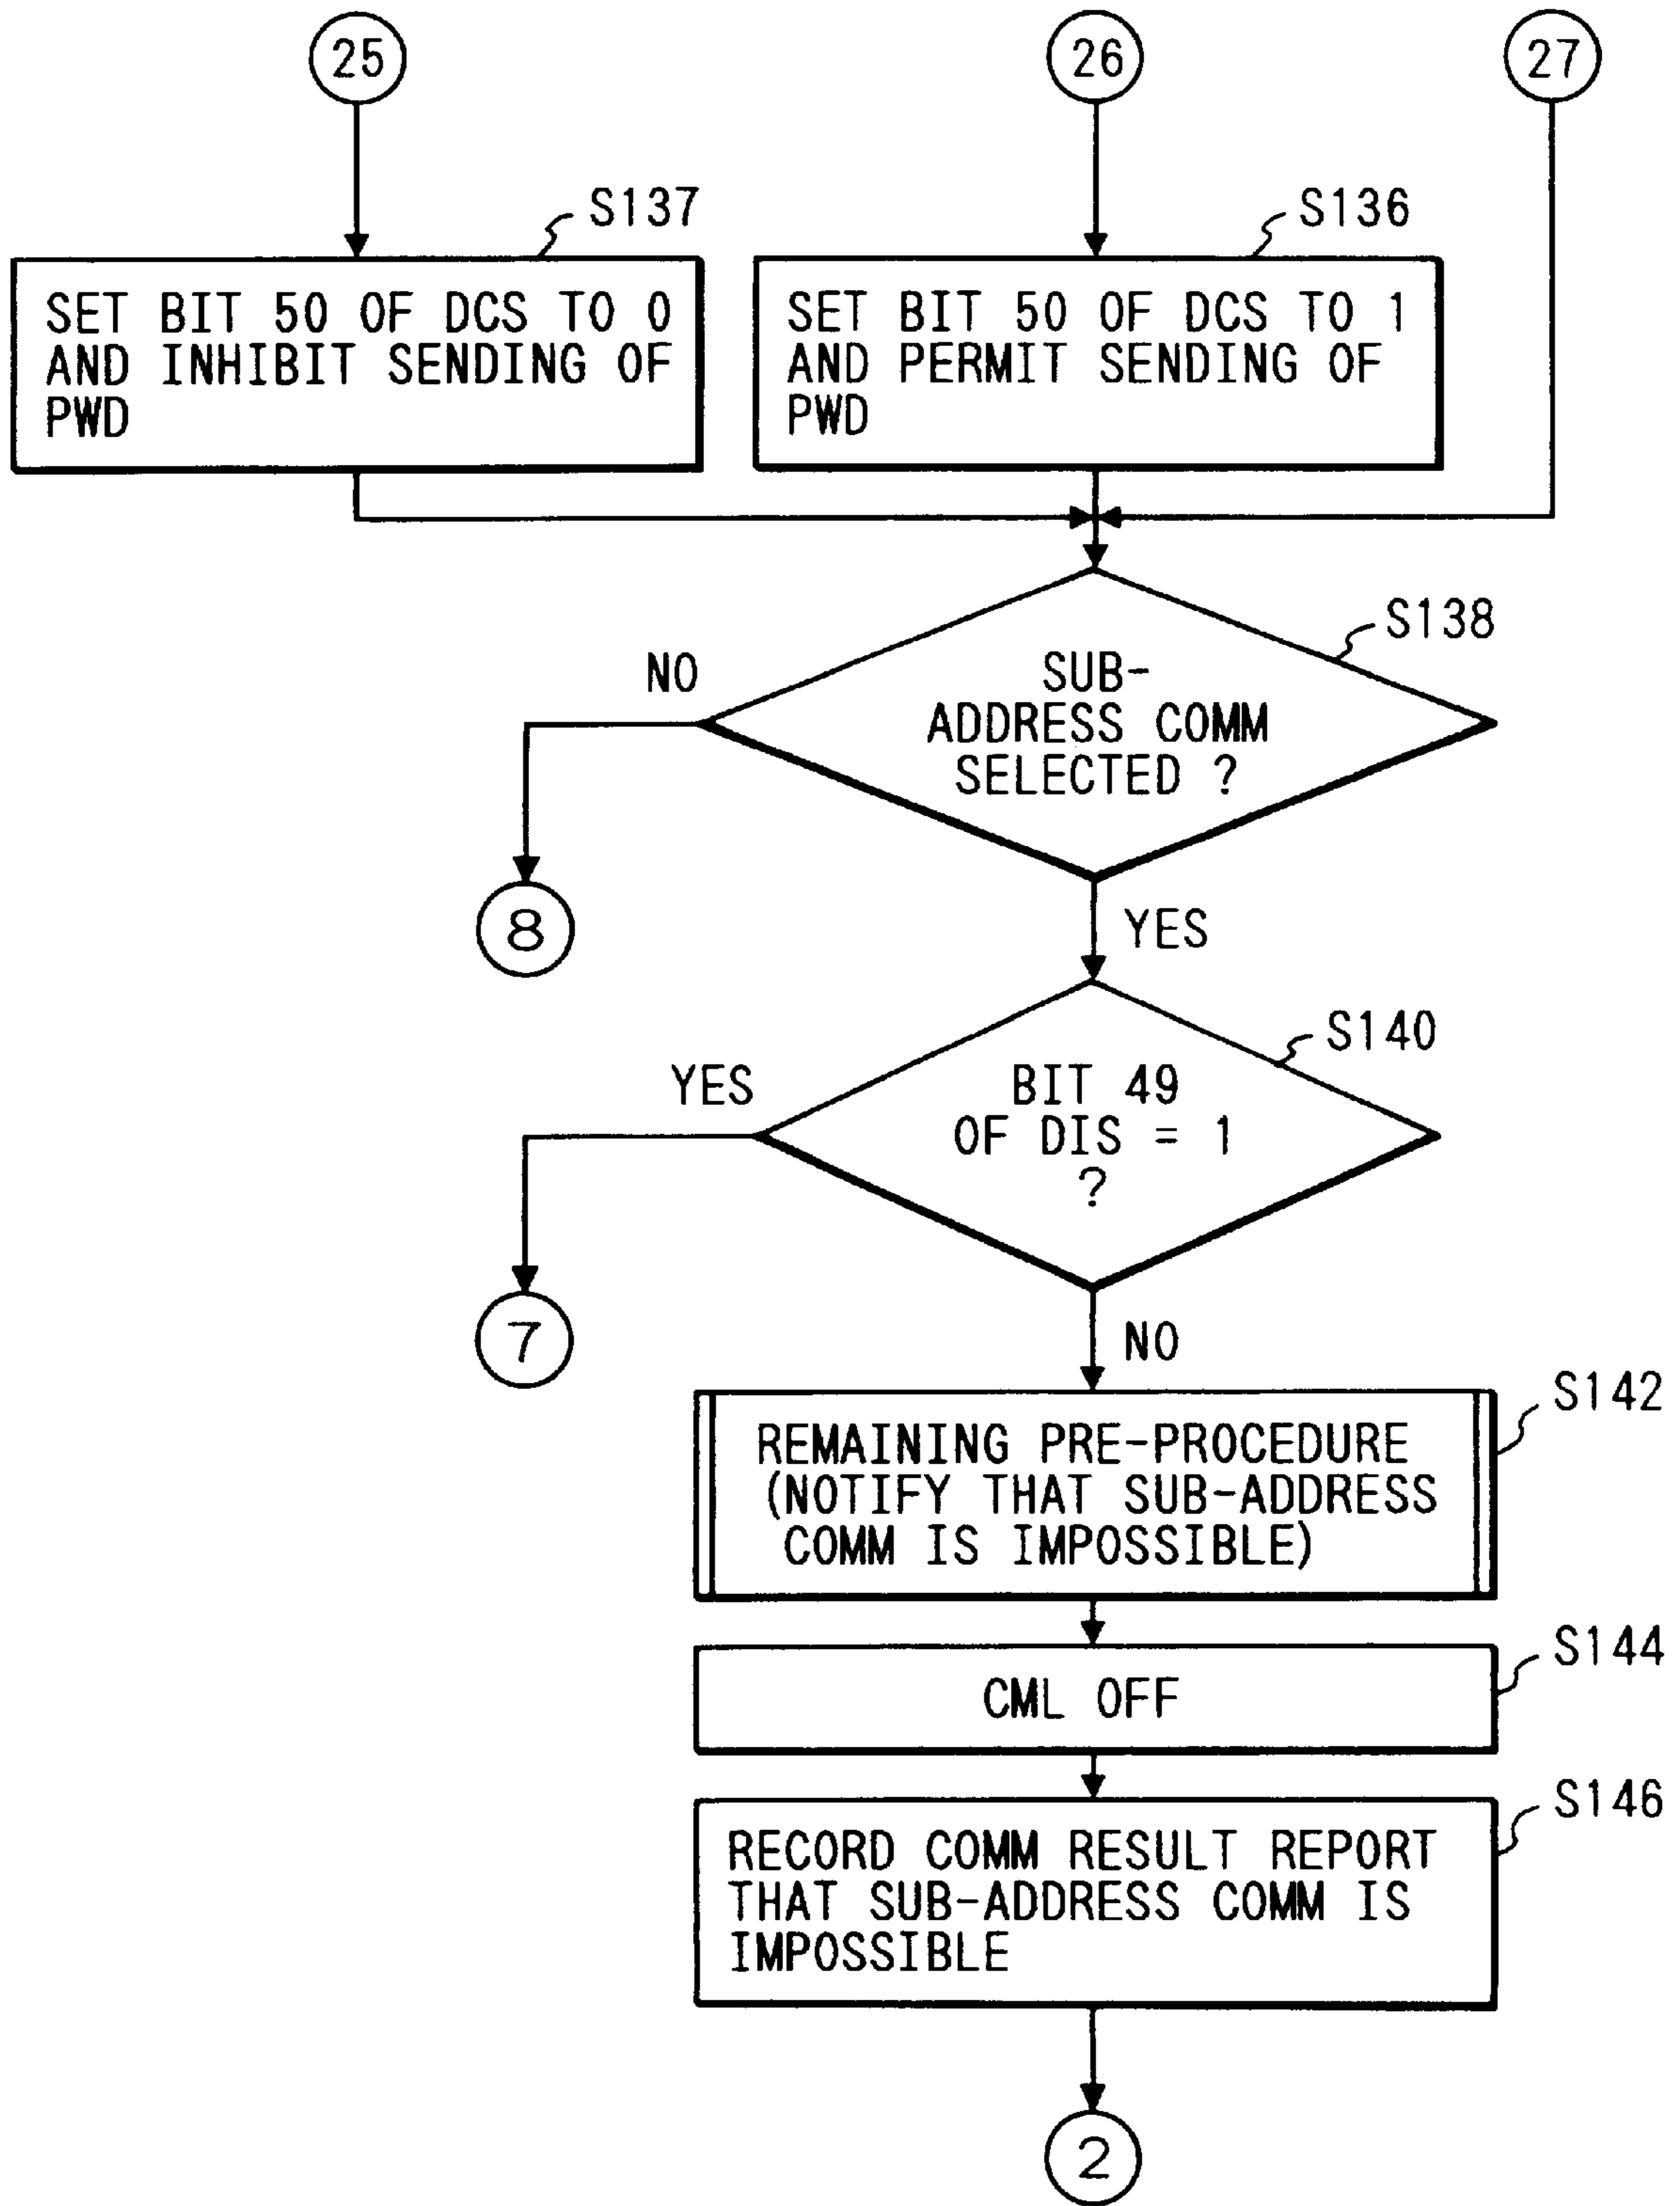 25
26
27
S137
S136
SET BIT 50 OF DCS TO 0
AND INHIBIT SENDING OF
PWD
SET BIT 50 OF DCS TO 1
AND PERMIT SENDING OF
PWD
S138
NO
SUB-
ADDRESS COMM
SELECTED ?
8
YES
S140
YES
BIT 49
OF DIS = 1
?
7
NO
S142
REMAINING PRE-PROCEDURE
(NOTIFY THAT SUB-ADDRESS
COMM IS IMPOSSIBLE)
S144
CML OFF
S146
RECORD COMM RESULT REPORT
THAT SUB-ADDRESS COMM IS
IMPOSSIBLE
2